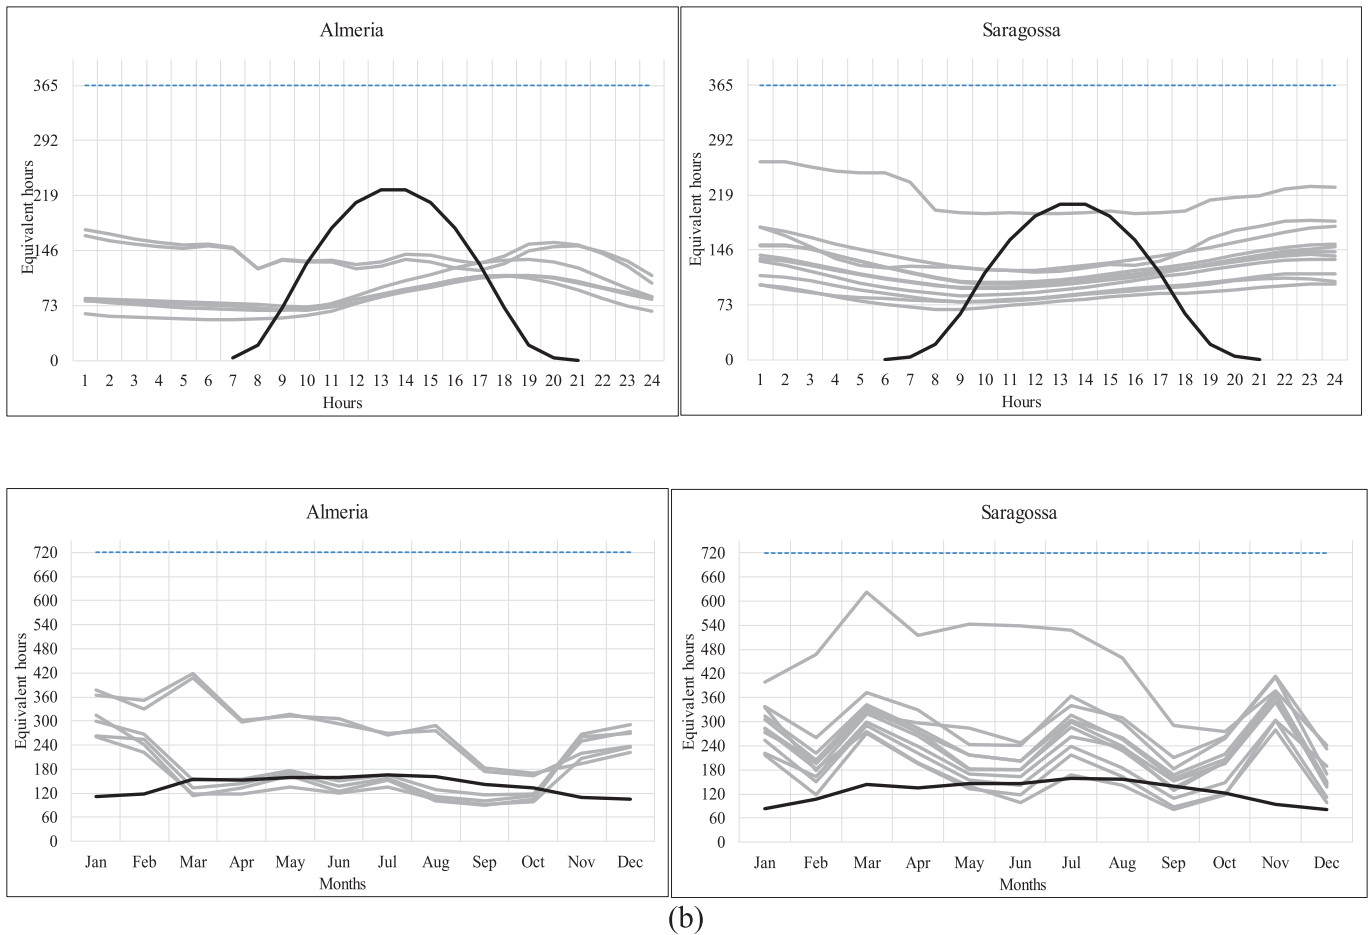 Almeria
365
292
219
146
73
0
Equivalent hours
1 2 3 4 5 6 7 8 9 10 11 12 13 14 15 16 17 18 19 20 21 22 23 24
Hours
Saragossa
365
292
219
146
73
0
Equivalent hours
1 2 3 4 5 6 7 8 9 10 11 12 13 14 15 16 17 18 19 20 21 22 23 24
Hours
Almeria
720
660
600
540
480
420
360
300
240
180
120
60
0
Equivalent hours
Jan Feb Mar Apr May Jun Jul Aug Sep Oct Nov Dec
Months
Saragossa
720
660
600
540
480
420
360
300
240
180
120
60
0
Equivalent hours
Jan Feb Mar Apr May Jun Jul Aug Sep Oct Nov Dec
Months
(b)